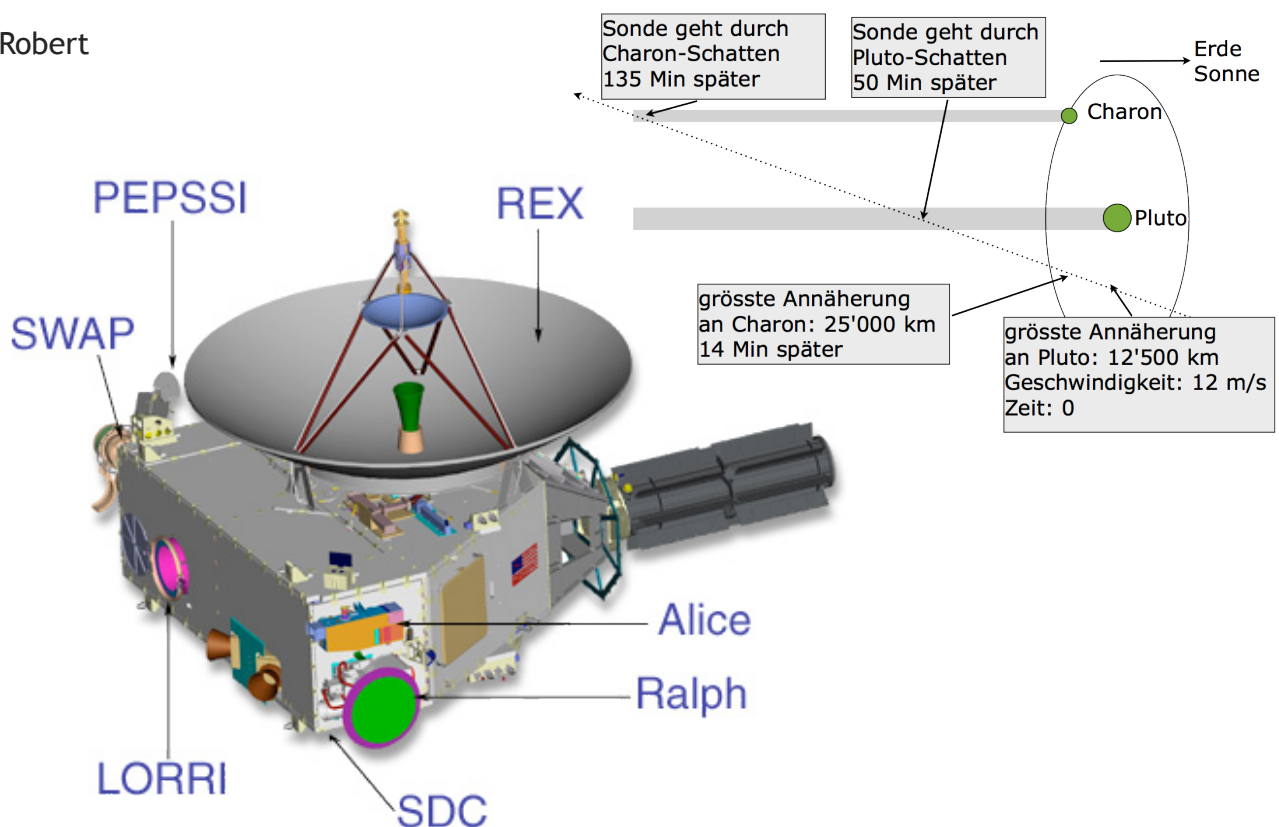 Robert
Sonde geht durch
Charon-Schatten
135 Min später
Sonde geht durch
Pluto-Schatten
50 Min später
Erde
Sonne
Charon
Pluto
grösste Annäherung
an Charon: 25'000 km
14 Min später
grösste Annäherung
an Pluto: 12'500 km
Geschwindigkeit: 12 m/s
Zeit: 0
PEPSSI
REX
SWAP
Alice
Ralph
LORRI
SDC